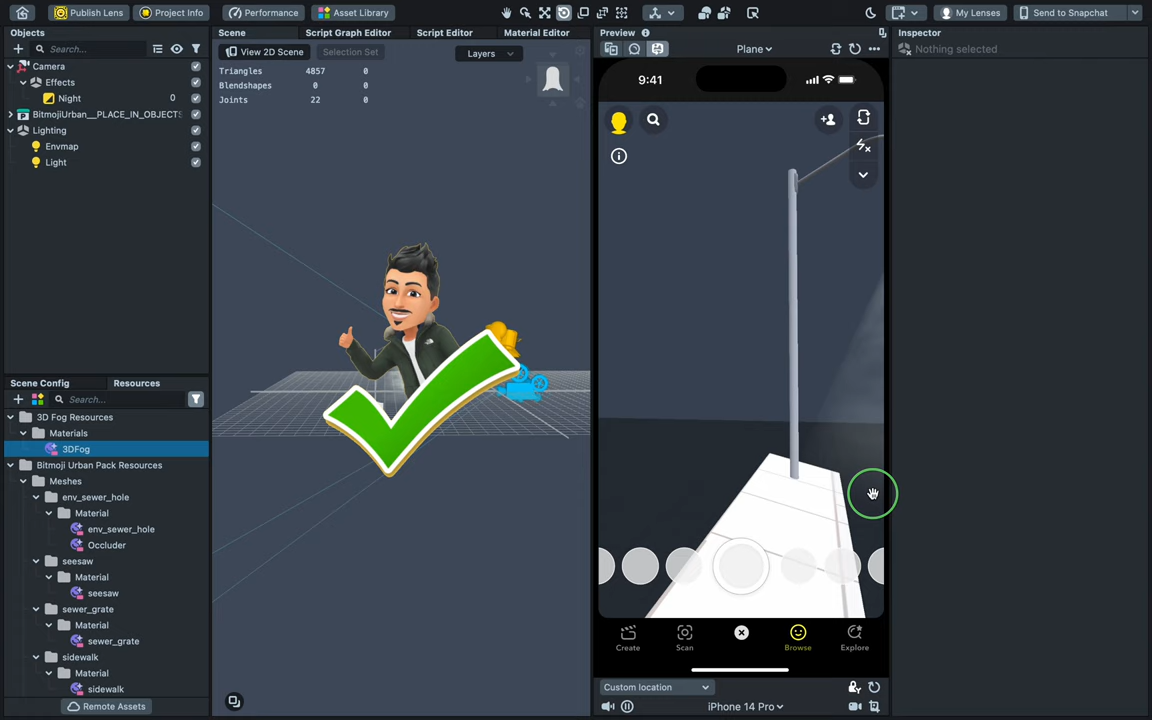 Publish Lens
Project Info
Performance
Asset Library
My Lenses
Send to Snapchat
Objects
Search...
Camera
Effects
Night 0
BitmojiUrban__PLACE_IN_OBJECTS
Lighting
Envmap
Light
Scene Config
Resources
Search...
3D Fog Resources
Materials
3DFog
Bitmoji Urban Pack Resources
Meshes
env_sewer_hole
Material
env_sewer_hole
Occluder
seesaw
Material
seesaw
sewer_grate
Material
sewer_grate
sidewalk
Material
sidewalk
Remote Assets
Scene
Script Graph Editor
Script Editor
Material Editor
View 2D Scene
Selection Set
Layers
Triangles 4857 0
Blendshapes 0 0
Joints 22 0
Preview
Plane
9:41
Create
Scan
Browse
Explore
Custom location
iPhone 14 Pro
Inspector
Nothing selected